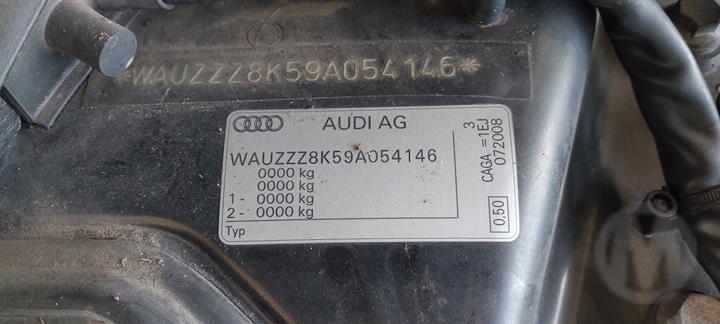 *WAUZZZ8K59A054146*
AUDI AG
WAUZZZ8K59A054146
0000 kg
0000 kg
1 - 0000 kg
2 - 0000 kg
Typ
3
CAGA =1EJ
072008
0,50
M